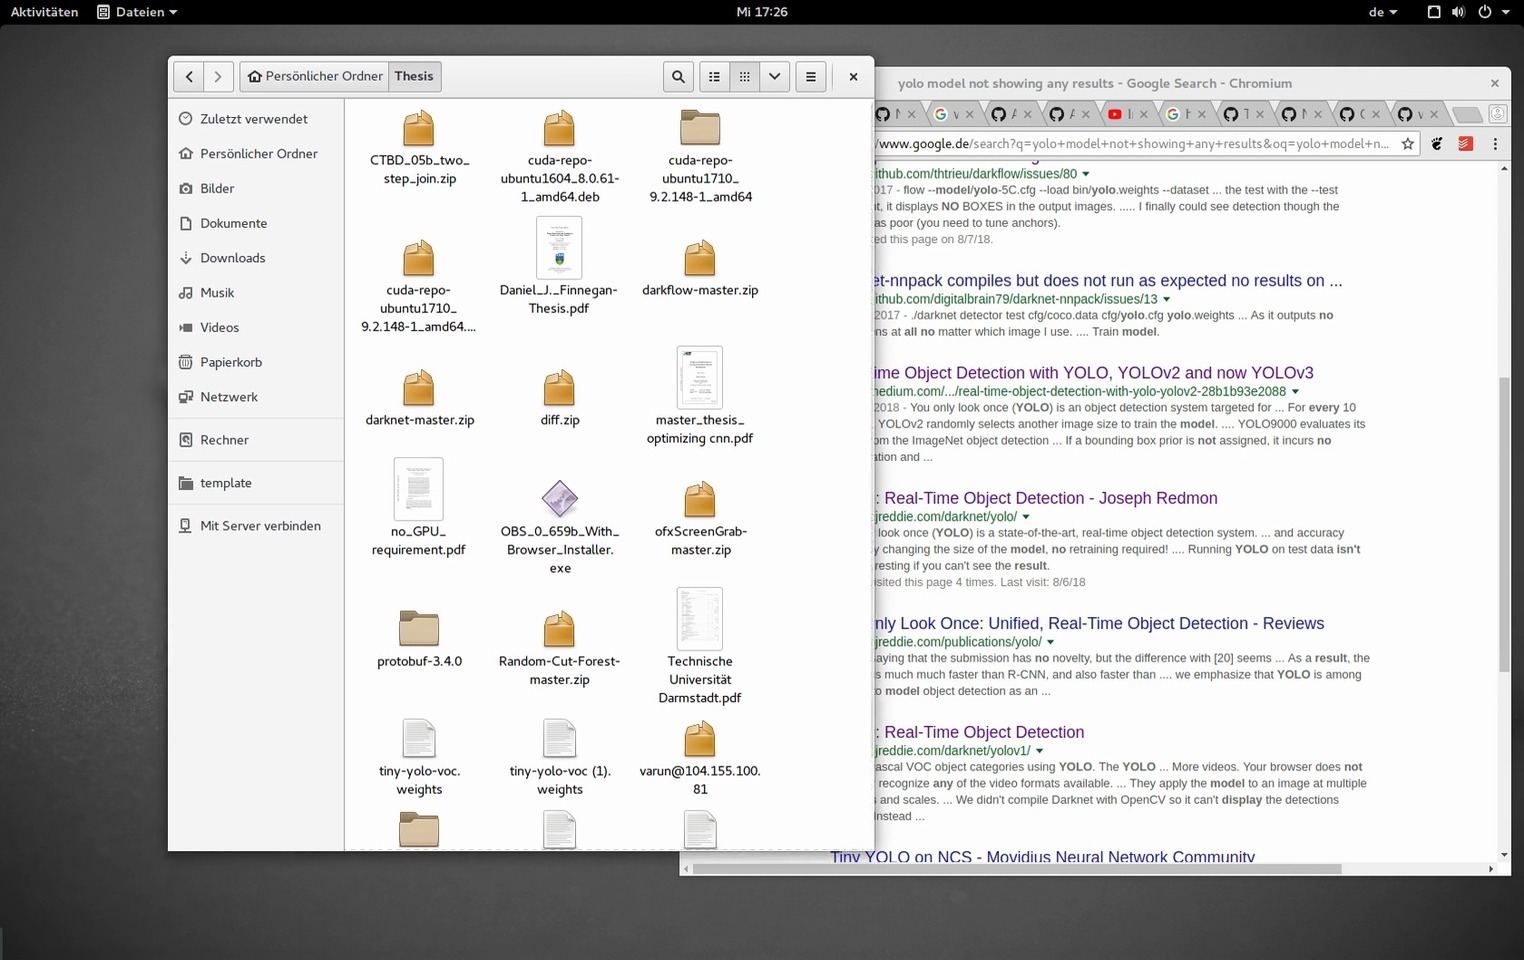 Aktivitäten
Dateien
Mi 17:26
de
Persönlicher Ordner
Thesis
Zuletzt verwendet
Persönlicher Ordner
Bilder
Dokumente
Downloads
Musik
Videos
Papierkorb
Netzwerk
Rechner
template
Mit Server verbinden
CTBD_05b_two_
step_join.zip
cuda-repo-
ubuntu1604_8.0.61-
1_amd64.deb
cuda-repo-
ubuntu1710_
9.2.148-1_amd64
cuda-repo-
ubuntu1710_
9.2.148-1_amd64....
Daniel_J._Finnegan-
Thesis.pdf
darkflow-master.zip
darknet-master.zip
diff.zip
master_thesis_
optimizing cnn.pdf
no_GPU_
requirement.pdf
OBS_0_659b_With_
Browser_Installer.
exe
ofxScreenGrab-
master.zip
protobuf-3.4.0
Random-Cut-Forest-
master.zip
Technische
Universität
Darmstadt.pdf
tiny-yolo-voc.
weights
tiny-yolo-voc (1).
weights
varun@104.155.100.
81
yolo model not showing any results - Google Search - Chromium
www.google.de/search?q=yolo+model+not+showing+any+results&oq=yolo+model+n...
ithub.com/thtrieu/darkflow/issues/80
2017 - flow --model/yolo-5C.cfg --load bin/yolo.weights --dataset ... the test with the --test
nt, it displays NO BOXES in the output images. ..... I finally could see detection though the
as poor (you need to tune anchors).
ed this page on 8/7/18.
et-nnpack compiles but does not run as expected no results on ...
ithub.com/digitalbrain79/darknet-nnpack/issues/13
2017 - ./darknet detector test cfg/coco.data cfg/yolo.cfg yolo.weights ... As it outputs no
ns at all no matter which image I use. .... Train model.
ime Object Detection with YOLO, YOLOv2 and now YOLOv3
nedium.com/.../real-time-object-detection-with-yolo-yolov2-28b1b93e2088
2018 - You only look once (YOLO) is an object detection system targeted for ... For every 10
YOLOv2 randomly selects another image size to train the model. .... YOLO9000 evaluates its
om the ImageNet object detection ... If a bounding box prior is not assigned, it incurs no
ation and ...
: Real-Time Object Detection - Joseph Redmon
jreddie.com/darknet/yolo/
look once (YOLO) is a state-of-the-art, real-time object detection system. ... and accuracy
y changing the size of the model, no retraining required! .... Running YOLO on test data isn't
resting if you can't see the result.
isited this page 4 times. Last visit: 8/6/18
nly Look Once: Unified, Real-Time Object Detection - Reviews
jreddie.com/publications/yolo/
saying that the submission has no novelty, but the difference with [20] seems ... As a result, the
s much much faster than R-CNN, and also faster than .... we emphasize that YOLO is among
o model object detection as an ...
: Real-Time Object Detection
jreddie.com/darknet/yolov1/
ascal VOC object categories using YOLO. The YOLO ... More videos. Your browser does not
recognize any of the video formats available. ... They apply the model to an image at multiple
s and scales. ... We didn't compile Darknet with OpenCV so it can't display the detections
Instead ...
Tiny YOLO on NCS - Movidius Neural Network Community